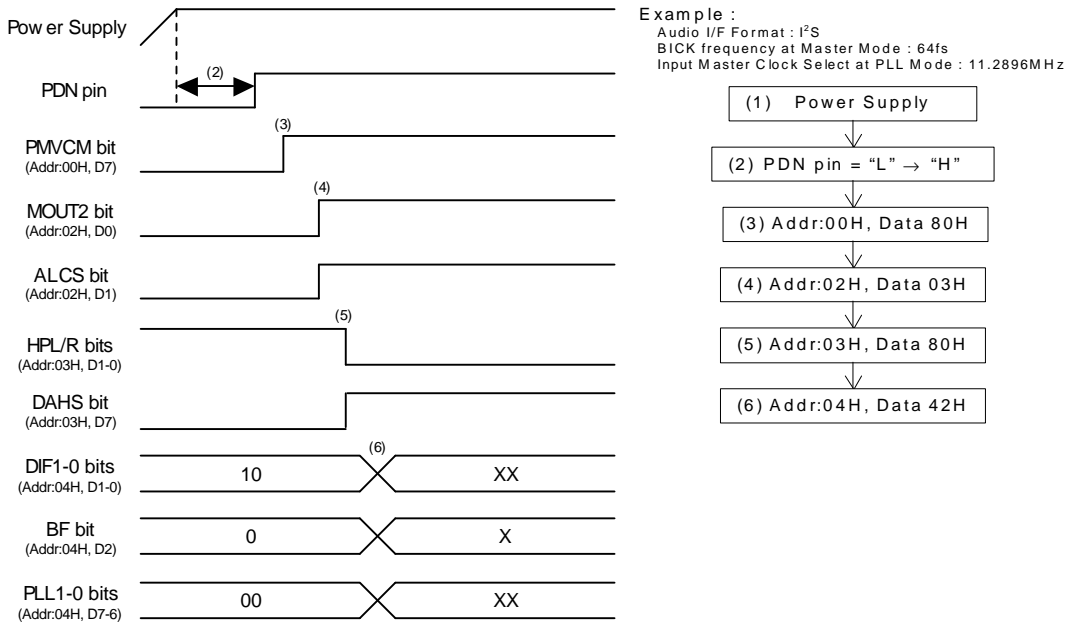 Power Supply
(2)
PDN pin
(3)
PMVCM bit
(Addr:00H, D7)
(4)
MOUT2 bit
(Addr:02H, D0)
ALCS bit
(Addr:02H, D1)
(5)
HPL/R bits
(Addr:03H, D1-0)
DAHS bit
(Addr:03H, D7)
(6)
DIF1-0 bits
(Addr:04H, D1-0)
10
XX
BF bit
(Addr:04H, D2)
0
X
PLL1-0 bits
(Addr:04H, D7-6)
00
XX
Example :
Audio I/F Format : I²S
BICK frequency at Master Mode : 64fs
Input Master Clock Select at PLL Mode : 11.2896MHz
(1) Power Supply
(2) PDN pin = “L” → “H”
(3) Addr:00H, Data 80H
(4) Addr:02H, Data 03H
(5) Addr:03H, Data 80H
(6) Addr:04H, Data 42H